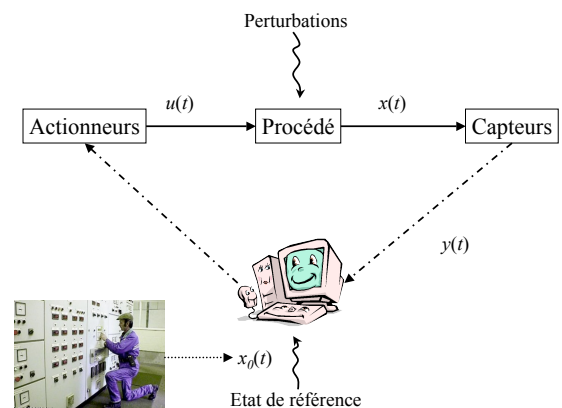 Perturbations
u(t)
x(t)
Actionneurs
Procédé
Capteurs
y(t)
x₀(t)
Etat de référence